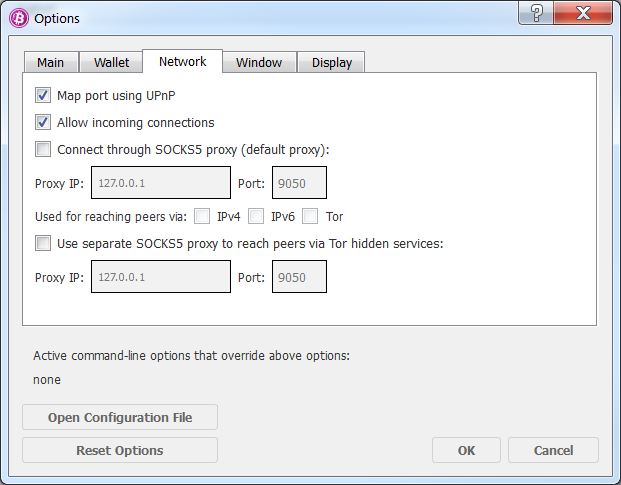 Options
Main Wallet Network Window Display
Map port using UPnP
Allow incoming connections
Connect through SOCKS5 proxy (default proxy):
Proxy IP: 127.0.0.1 Port: 9050
Used for reaching peers via: IPv4 IPv6 Tor
Use separate SOCKS5 proxy to reach peers via Tor hidden services:
Proxy IP: 127.0.0.1 Port: 9050
Active command-line options that override above options:
none
Open Configuration File
Reset Options OK Cancel